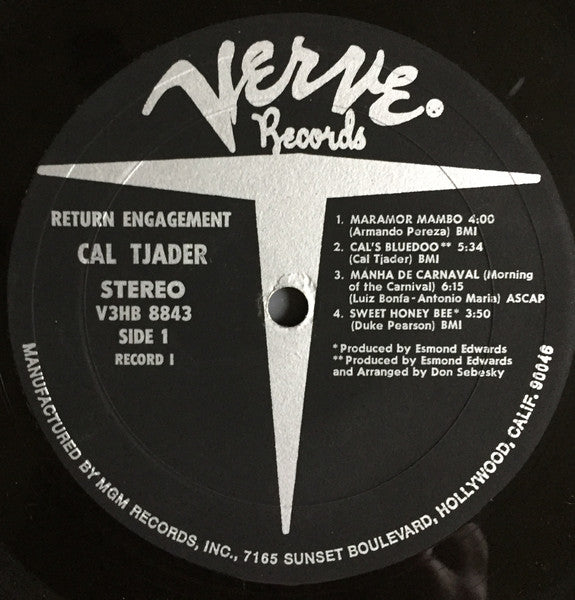 Verve
Records
RETURN ENGAGEMENT
CAL TJADER
STEREO
V3HB 8843
SIDE 1
RECORD I
1. MARAMOR MAMBO 4:00
(Armando Pereza) BMI
2. CAL'S BLUEDOO** 5:34
(Cal Tjader) BMI
3. MANHA DE CARNAVAL (Morning
of the Carnival) 6:15
(Luiz Bonfa-Antonio Maria) ASCAP
4. SWEET HONEY BEE* 3:50
(Duke Pearson) BMI
*Produced by Esmond Edwards
**Produced by Esmond Edwards
and Arranged by Don Sebesky
MANUFACTURED BY MGM RECORDS, INC., 7165 SUNSET BOULEVARD, HOLLYWOOD, CALIF. 90046